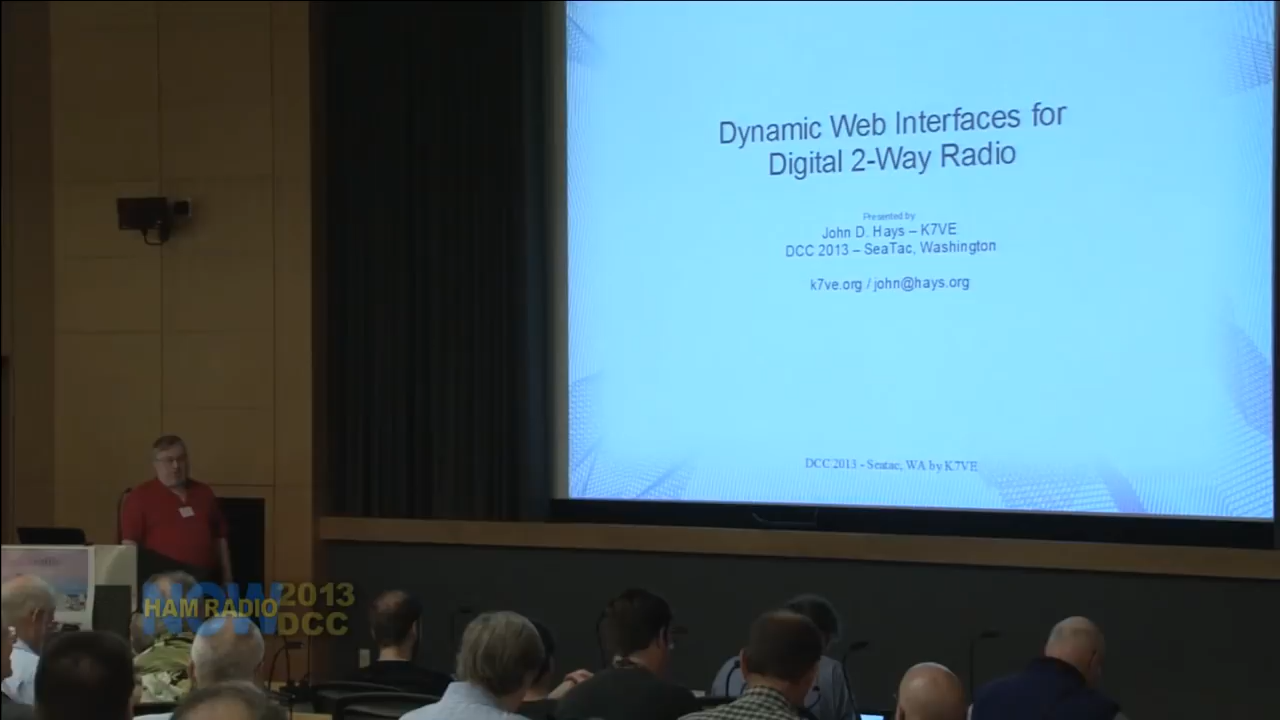 Dynamic Web Interfaces for
Digital 2-Way Radio
Presented by
John D. Hays – K7VE
DCC 2013 – SeaTac, Washington
k7ve.org / john@hays.org
DCC 2013 - Seatac, WA by K7VE
NOW
HAM RADIO
2013
DCC